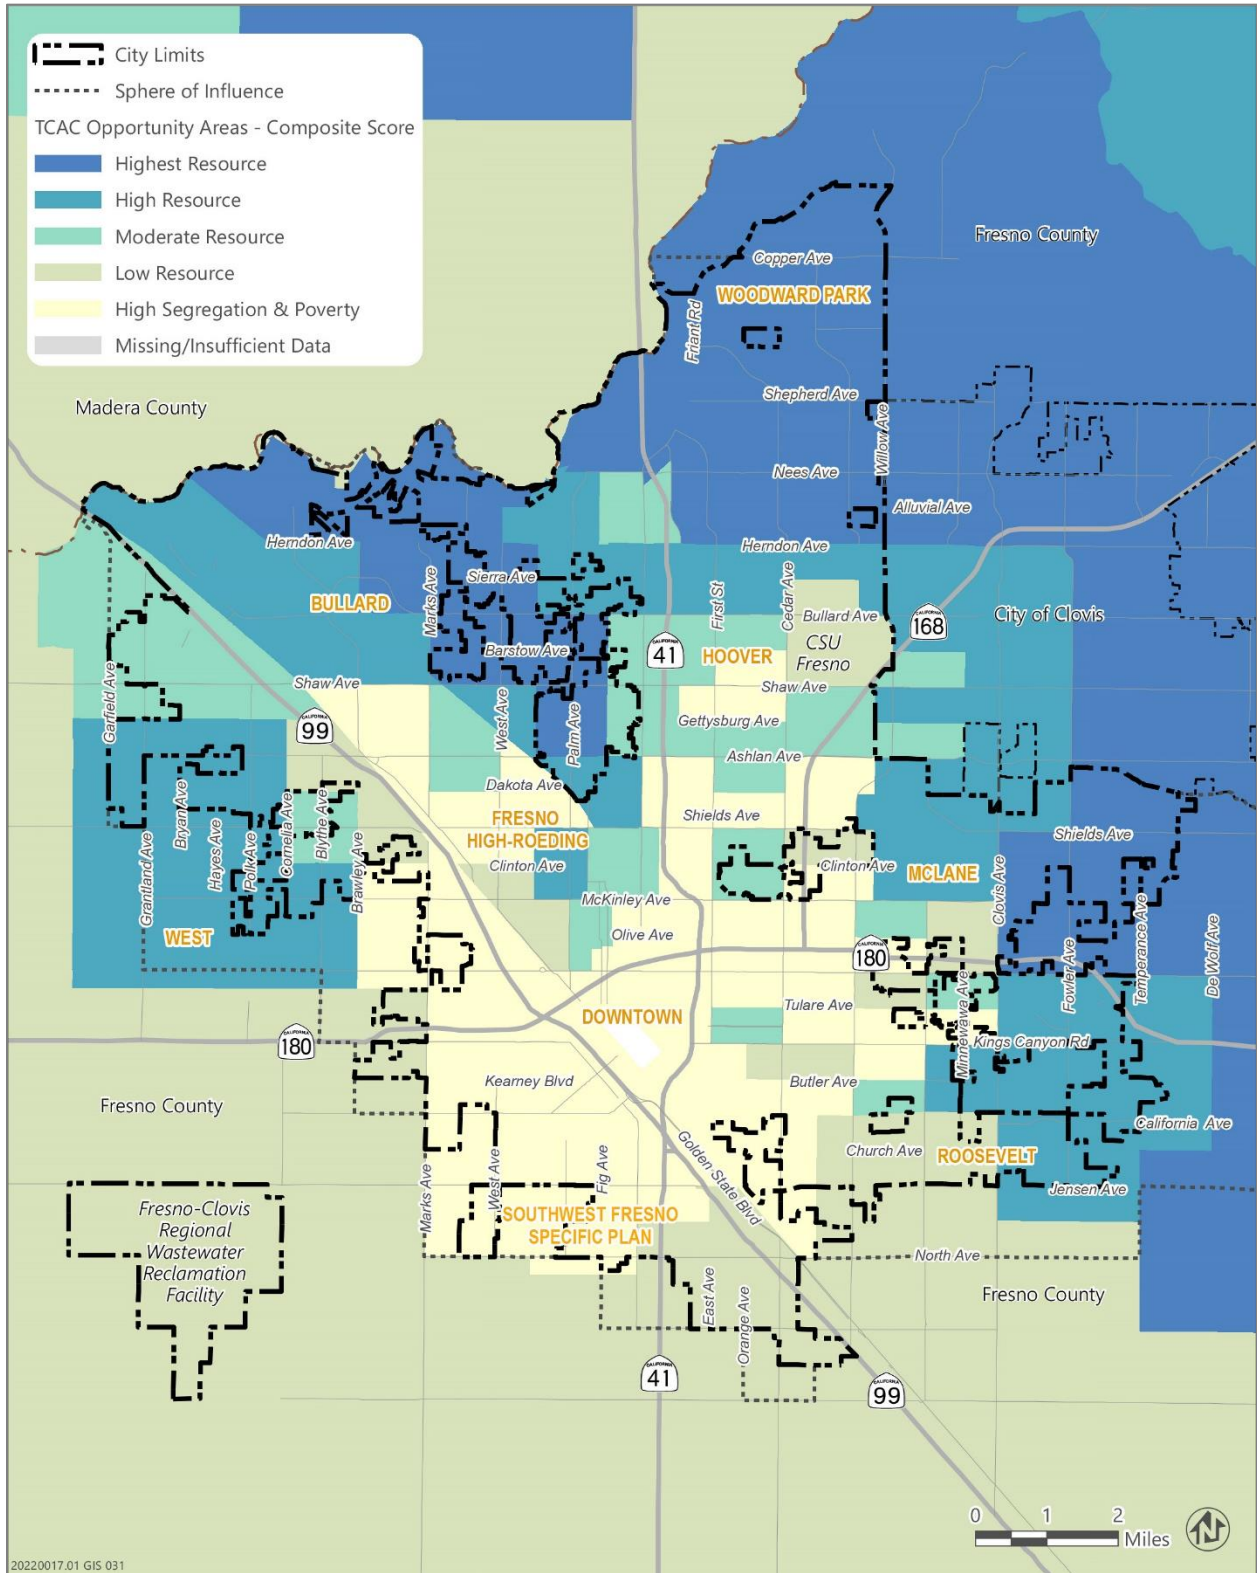 City Limits
Sphere of Influence
TCAC Opportunity Areas - Composite Score
Highest Resource
High Resource
Moderate Resource
Low Resource
High Segregation & Poverty
Missing/Insufficient Data
Fresno County
Copper Ave
WOODWARD PARK
Friant Rd
Shepherd Ave
Madera County
Willow Ave
Nees Ave
Alluvial Ave
Herndon Ave
Herndon Ave
Sierra Ave
Marks Ave
BULLARD
First St
Cedar Ave
Bullard Ave
CALIFORNIA
168
City of Clovis
CALIFORNIA
41
Barstow Ave
HOOVER
CSU
Fresno
Shaw Ave
Shaw Ave
Garfield Ave
West Ave
Palm Ave
Gettysburg Ave
CALIFORNIA
99
Ashlan Ave
Dakota Ave
Bryan Ave
Cornelia Ave
Blythe Ave
FRESNO
HIGH-ROEDING
Shields Ave
Shields Ave
Grantland Ave
Hayes Ave
Polk Ave
Brawley Ave
Clinton Ave
Clinton Ave
MCLANE
Clovis Ave
McKinley Ave
WEST
Olive Ave
CALIFORNIA
180
Fowler Ave
Temperance Ave
De Wolf Ave
Tulare Ave
Minnewawa Ave
DOWNTOWN
CALIFORNIA
180
Kings Canyon Rd
Kearney Blvd
Butler Ave
Fresno County
California Ave
Church Ave
ROOSEVELT
Golden State Blvd
Marks Ave
West Ave
Fig Ave
Jensen Ave
Fresno-Clovis
Regional
Wastewater
Reclamation
Facility
SOUTHWEST FRESNO
SPECIFIC PLAN
North Ave
East Ave
Orange Ave
Fresno County
CALIFORNIA
41
CALIFORNIA
99
0 1 2
Miles
N
20220017.01 GIS 031